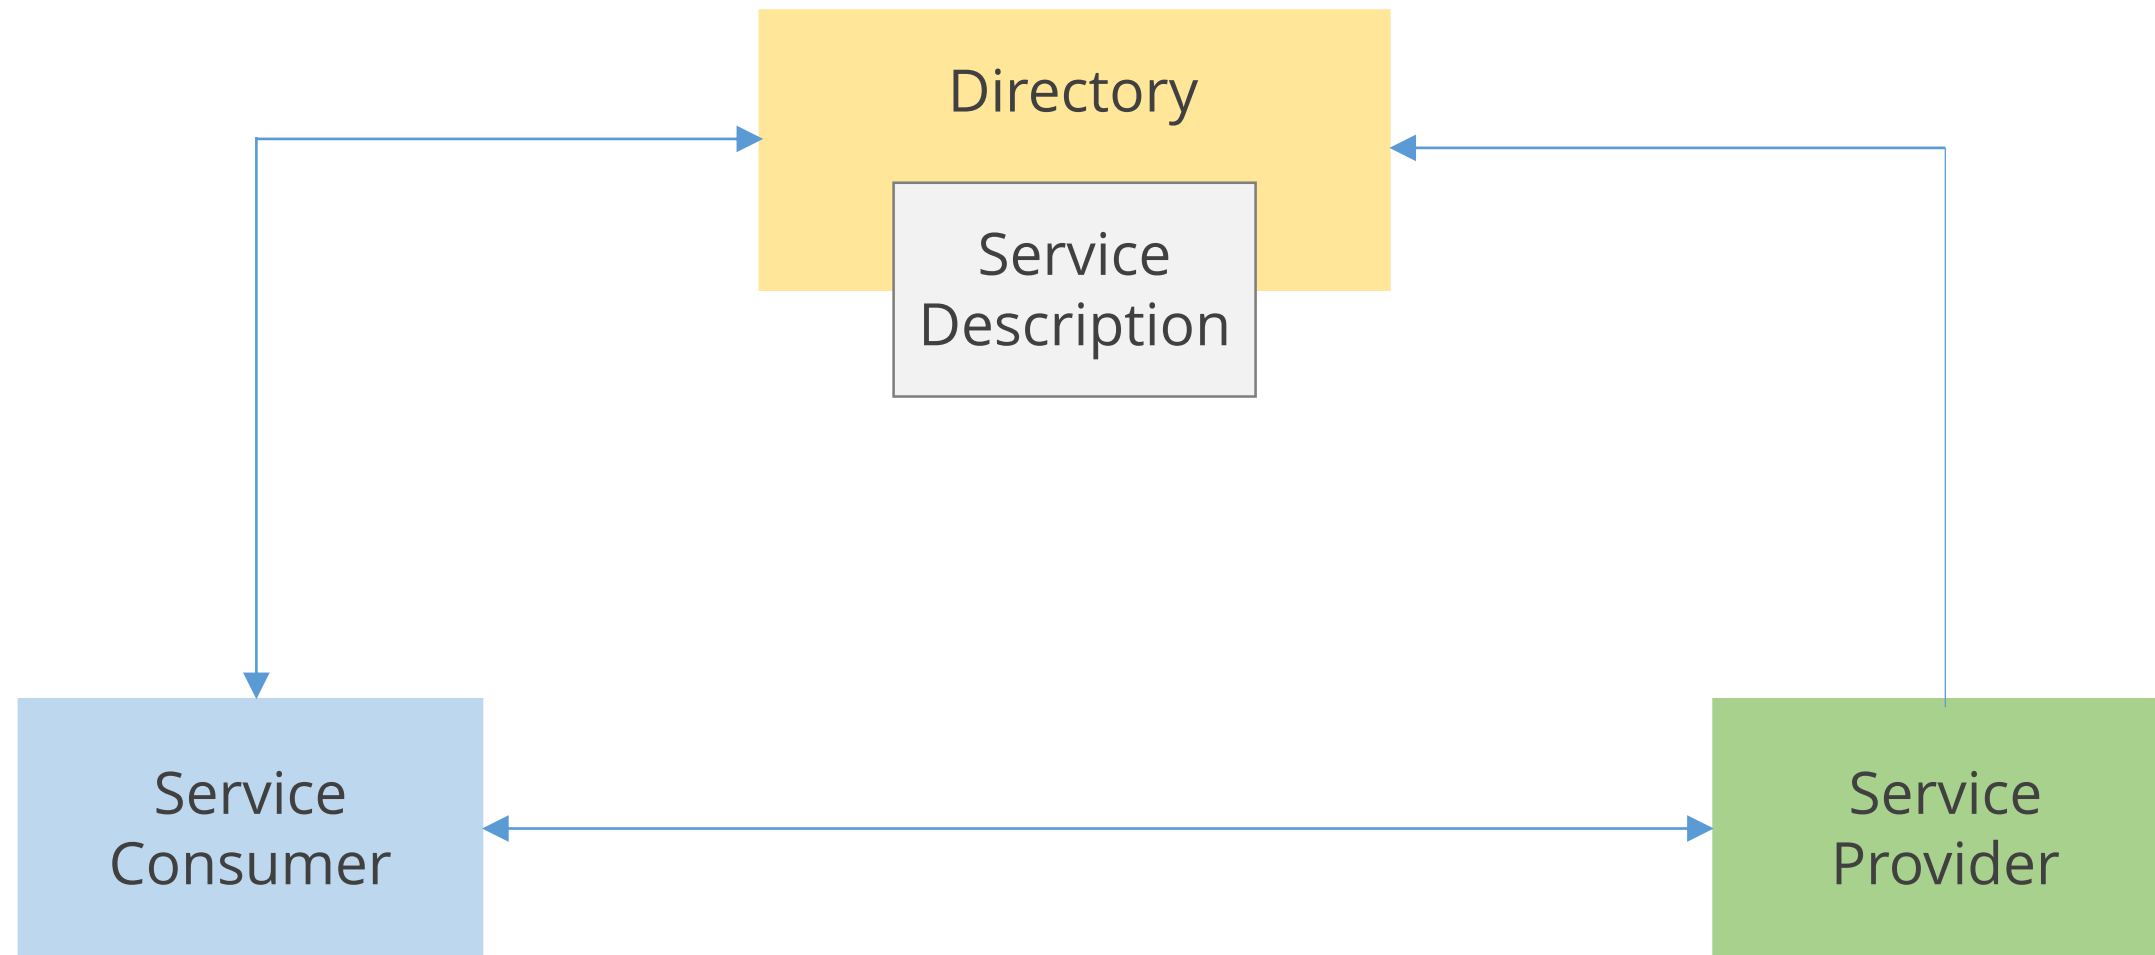 Directory
Service
Description
Service
Consumer
Service
Provider